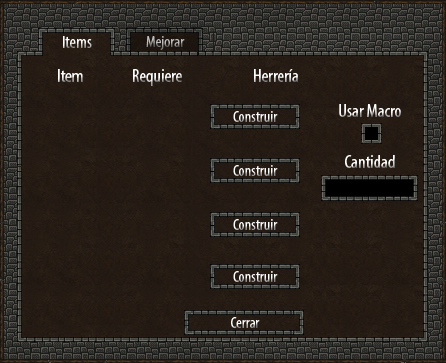 Items Mejorar
Item Requiere Herrería
Construir
Usar Macro
Cantidad
Construir
Construir
Construir
Cerrar